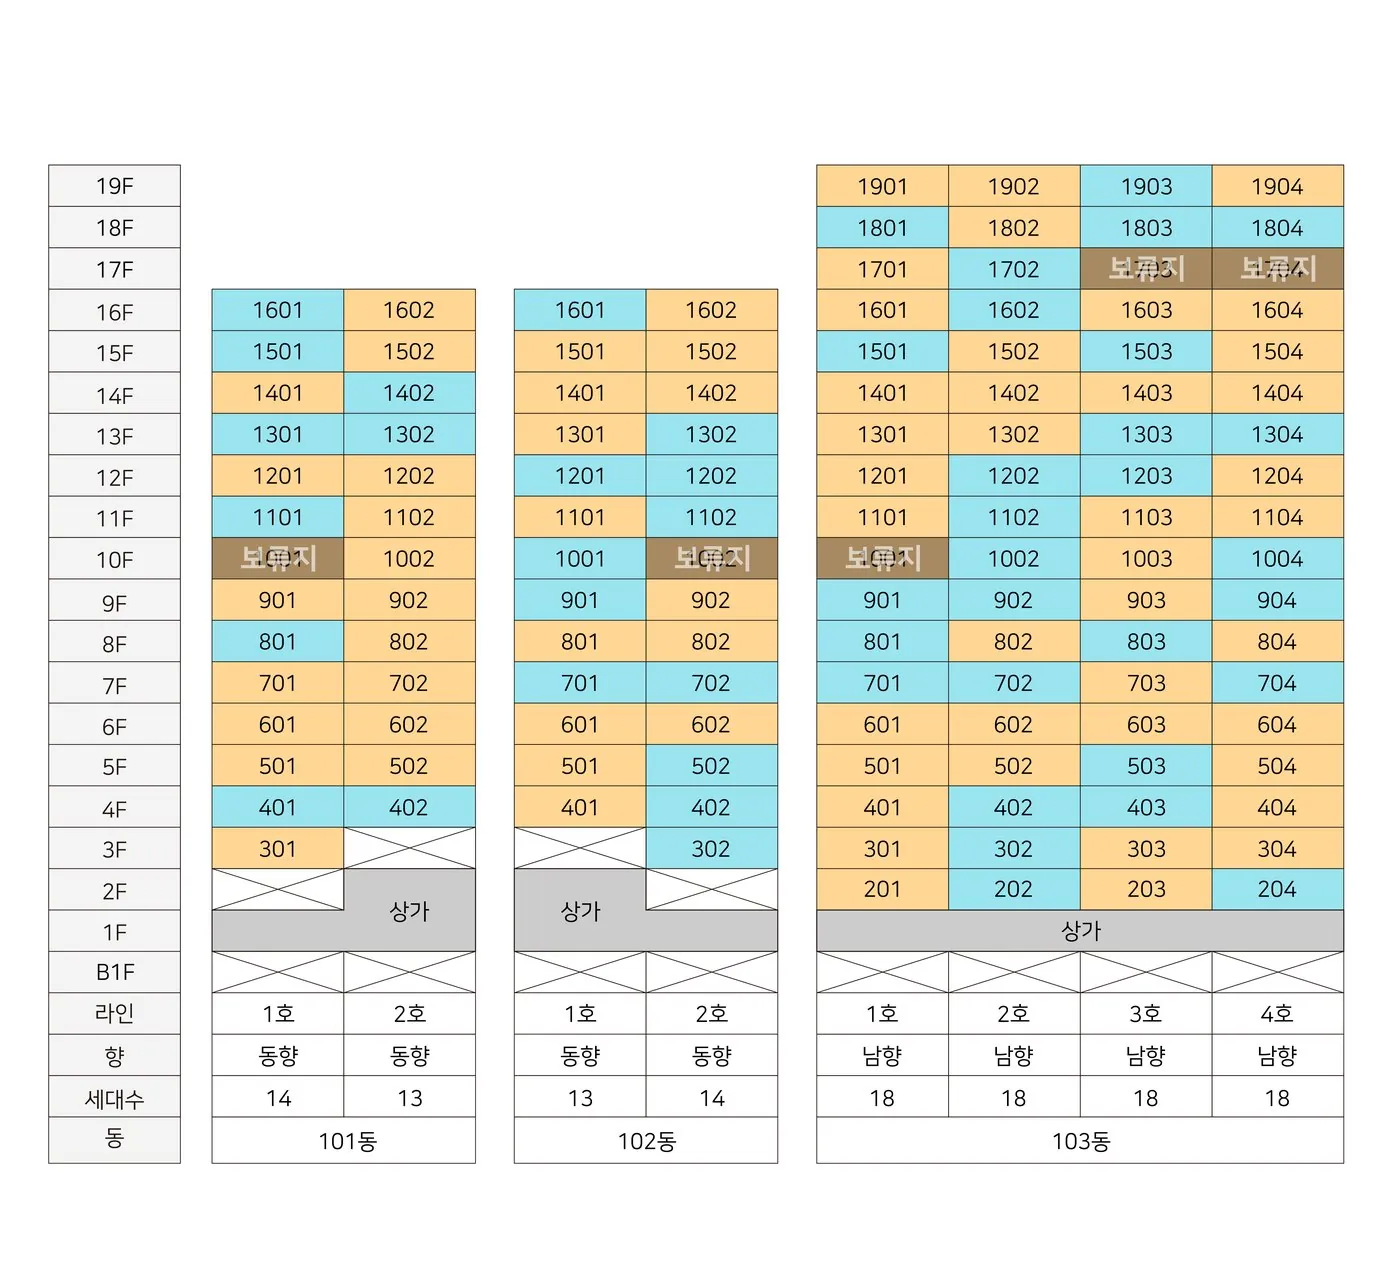 19F 1901 1902 1903 1904
18F 1801 1802 1803 1804
17F 1701 1702 보류지 1703 보류지 1704
16F 1601 1602 1601 1602 1601 1602 1603 1604
15F 1501 1502 1501 1502 1501 1502 1503 1504
14F 1401 1402 1401 1402 1401 1402 1403 1404
13F 1301 1302 1301 1302 1301 1302 1303 1304
12F 1201 1202 1201 1202 1201 1202 1203 1204
11F 1101 1102 1101 1102 1101 1102 1103 1104
10F 보류지 1001 1002 1001 보류지 1002 보류지 1001 1002 1003 1004
9F 901 902 901 902 901 902 903 904
8F 801 802 801 802 801 802 803 804
7F 701 702 701 702 701 702 703 704
6F 601 602 601 602 601 602 603 604
5F 501 502 501 502 501 502 503 504
4F 401 402 401 402 401 402 403 404
3F 301 302 301 302 303 304
2F 201 202 203 204
상가 상가
1F 상가
B1F
라인 1호 2호 1호 2호 1호 2호 3호 4호
향 동향 동향 동향 동향 남향 남향 남향 남향
세대수 14 13 13 14 18 18 18 18
동 101동 102동 103동